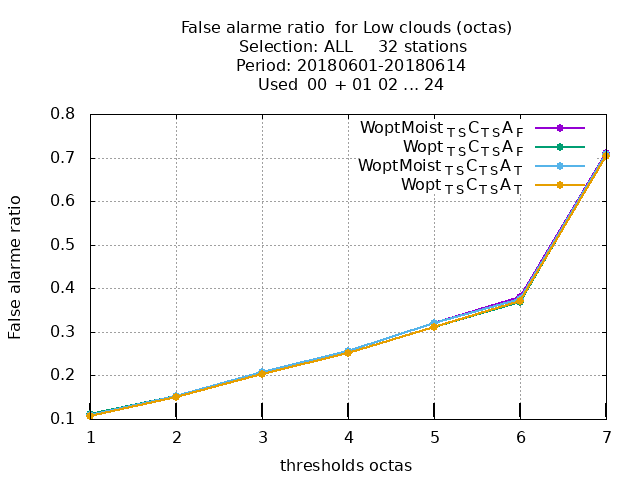 False alarme ratio  for Low clouds (octas)
Selection: ALL     32 stations
Period: 20180601-20180614
Used  00  + 01 02 ... 24
WoptMoist TS C TS A F
Wopt TS C TS A F
WoptMoist TS C TS A T
Wopt TS C TS A T
0.8
0.7
0.6
0.5
0.4
0.3
0.2
0.1
False alarme ratio
1 2 3 4 5 6 7
thresholds octas